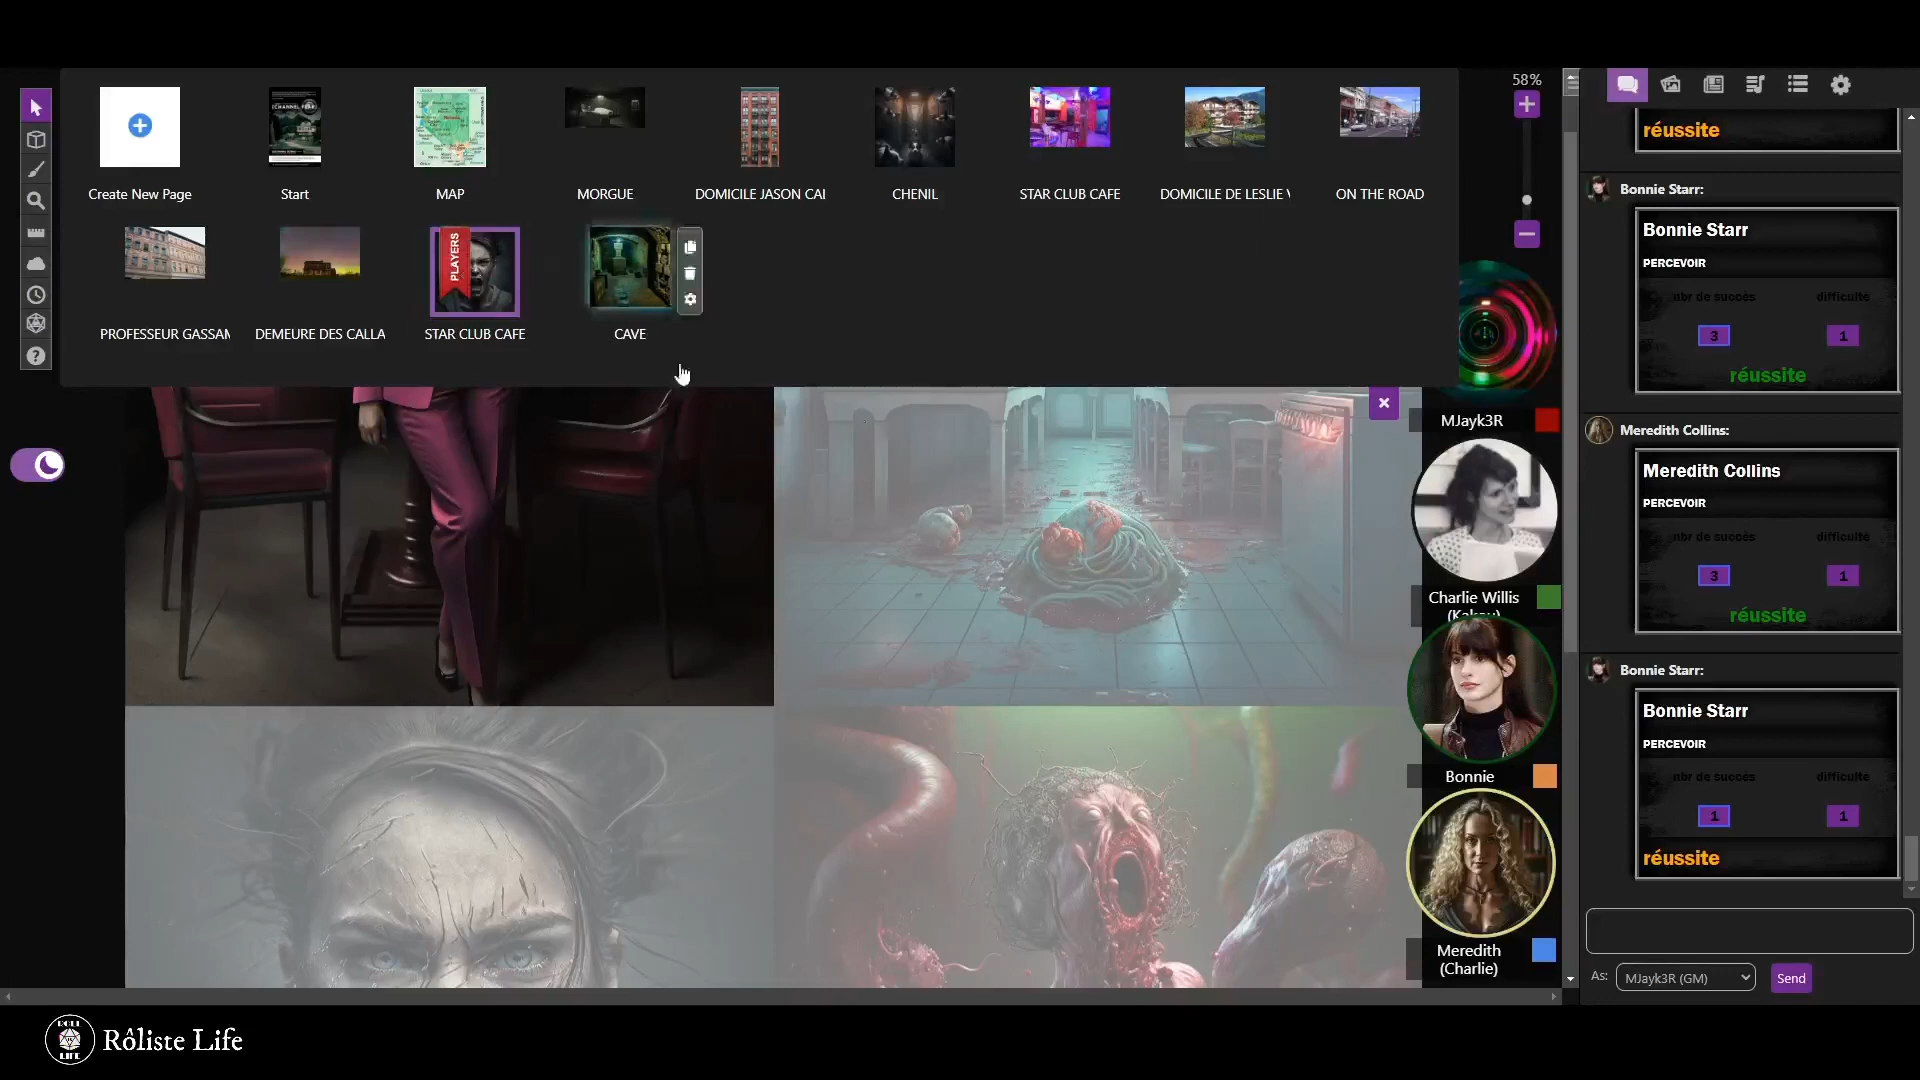 58%
Create New Page
Start
MAP
MORGUE
DOMICILE JASON CAI
CHENIL
STAR CLUB CAFE
DOMICILE DE LESLIE
ON THE ROAD
PLAYERS
PROFESSEUR GASSAM
DEMEURE DES CALLA
STAR CLUB CAFE
CAVE
MJayk3R
Charlie Willis
Bonnie
Meredith
(Charlie)
réussite
Bonnie Starr:
Bonnie Starr
PERCEVOIR
nbr de succès difficulté
3 1
réussite
Meredith Collins:
Meredith Collins
PERCEVOIR
nbr de succès difficulté
3 1
réussite
Bonnie Starr:
Bonnie Starr
PERCEVOIR
nbr de succès difficulté
1 1
réussite
As: MJayk3R (GM) Send
Rôliste Life